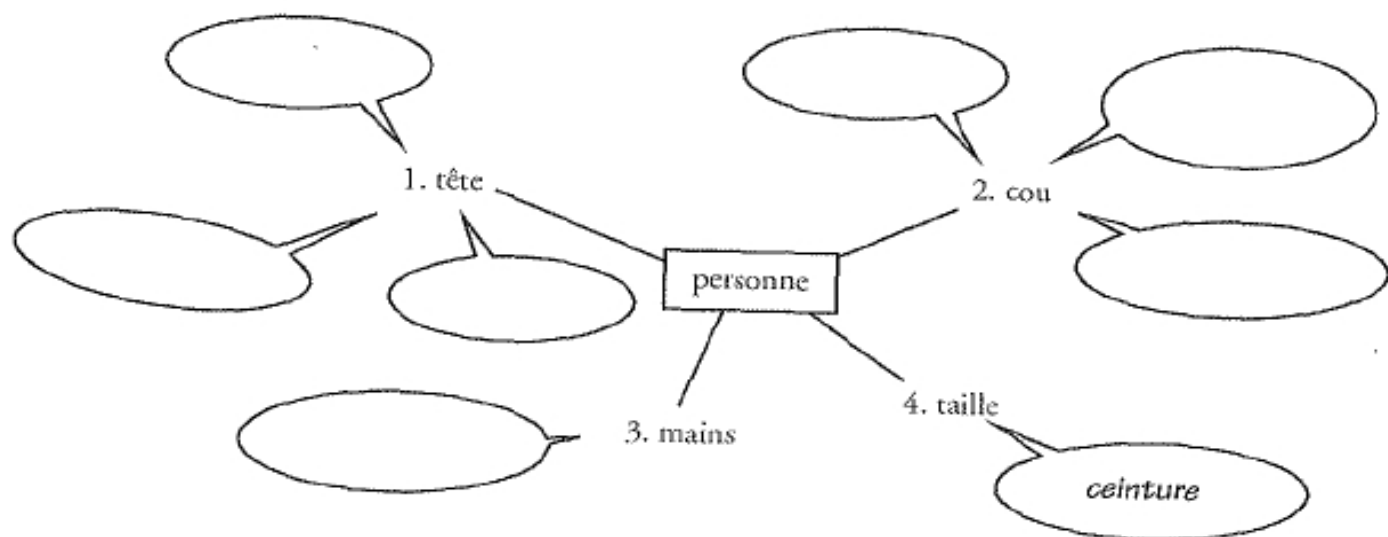 1. tête
2. cou
personne
3. mains
4. taille
ceinture